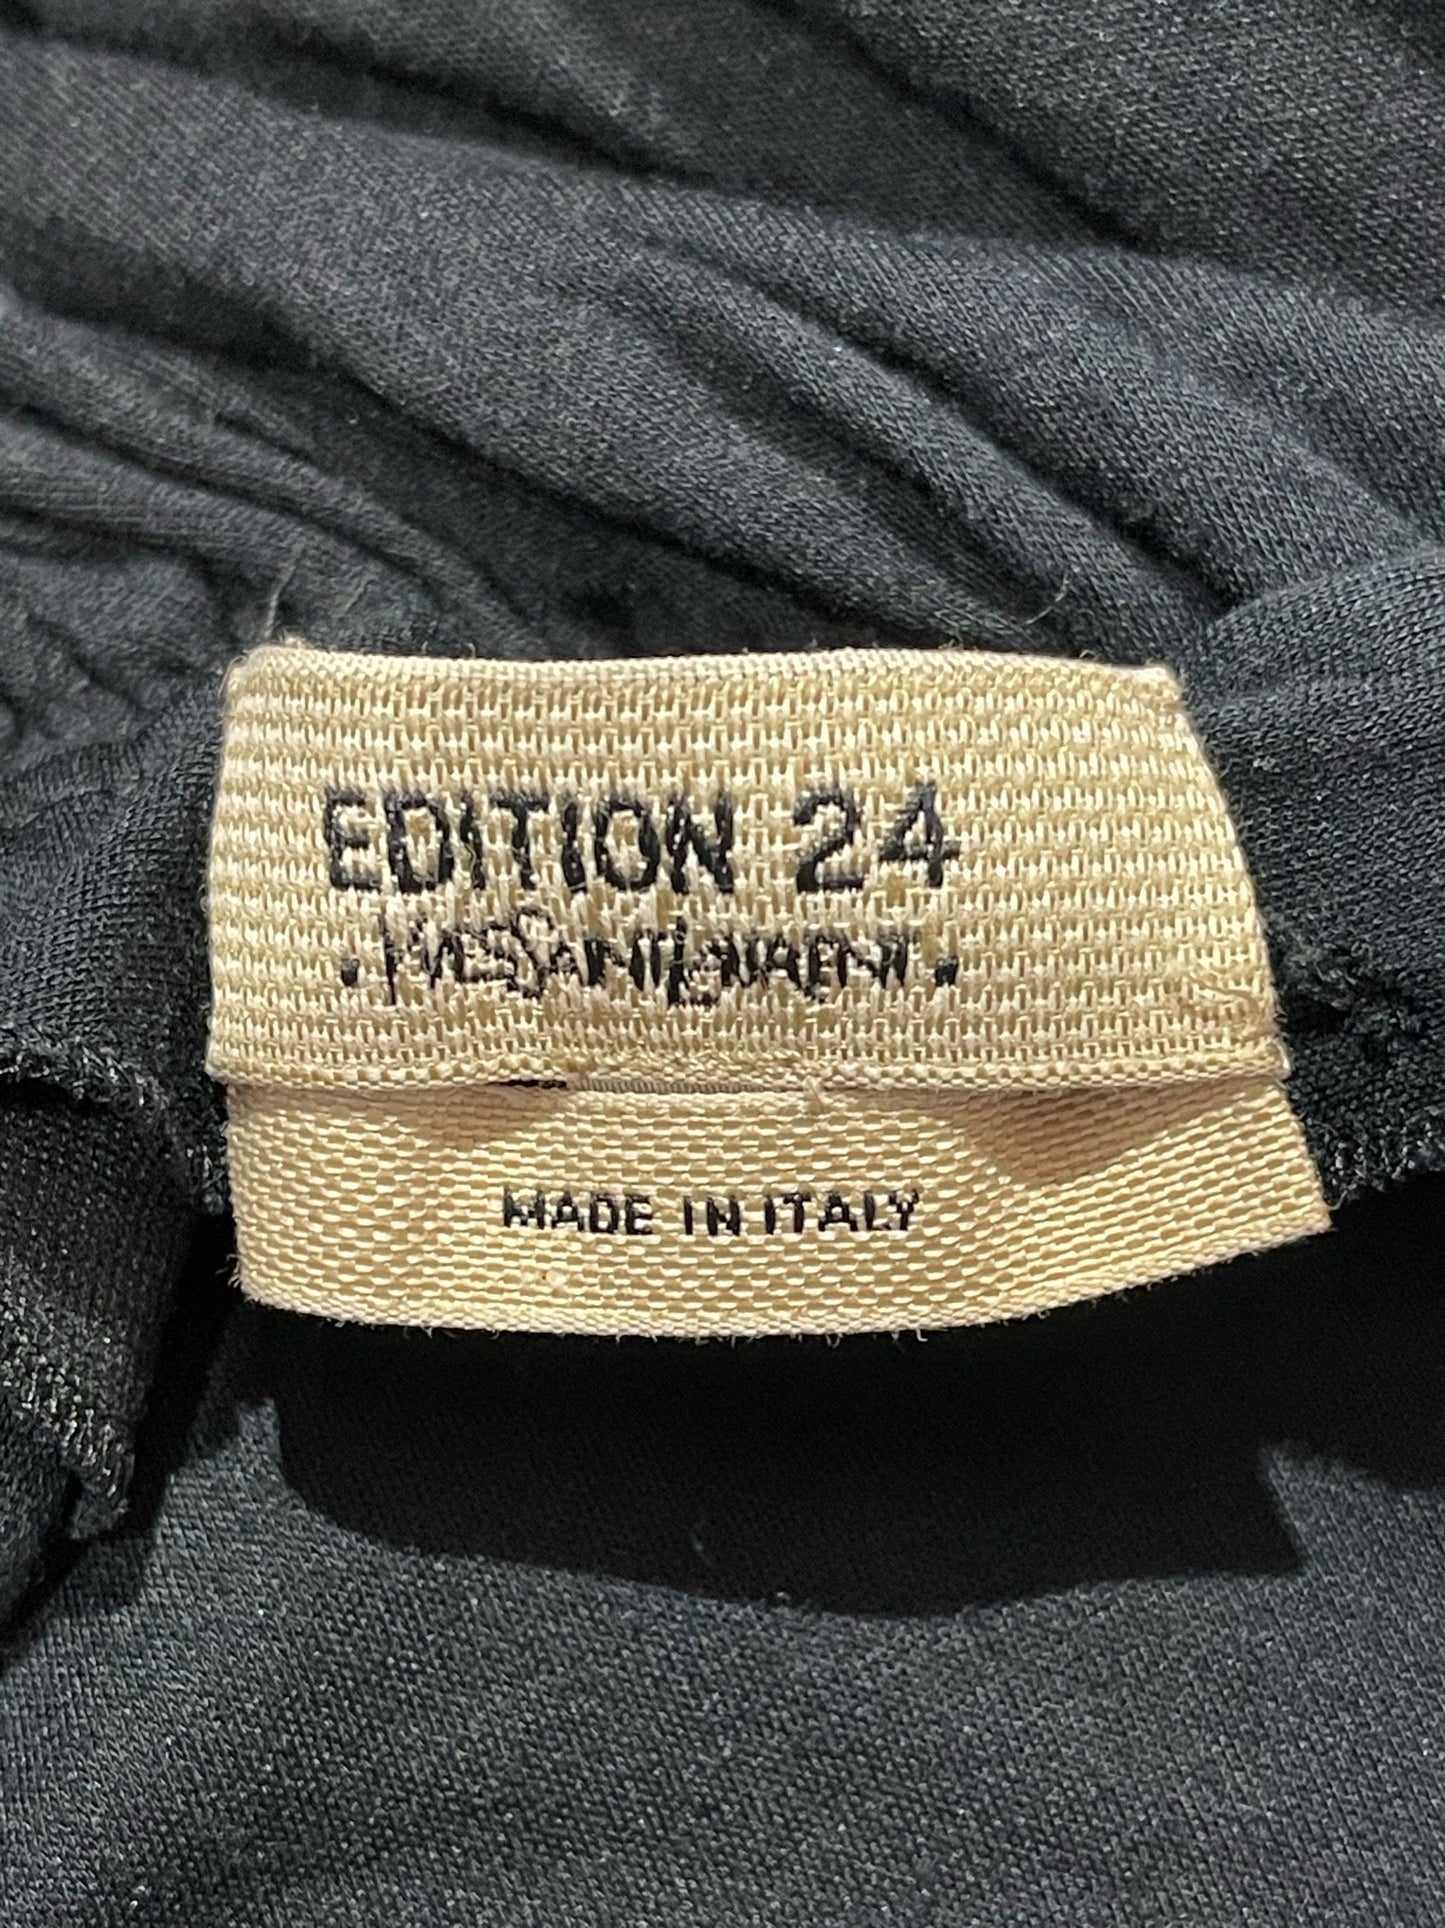 EDITION 24
. YVESSAINTLAURENT .
MADE IN ITALY